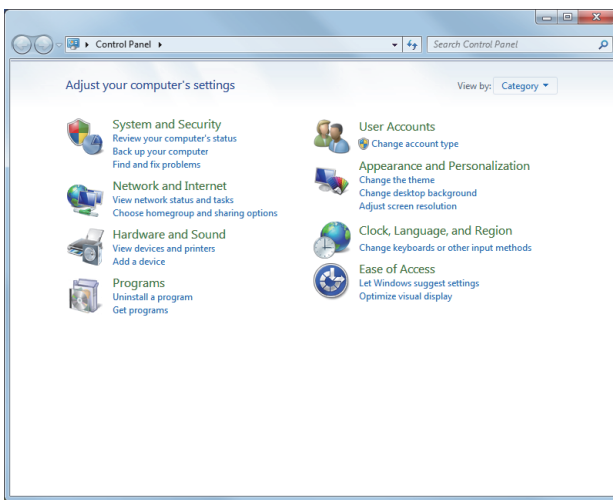 Control Panel
Search Control Panel
Adjust your computer's settings
View by: Category
System and Security
Review your computer's status
Back up your computer
Find and fix problems
Network and Internet
View network status and tasks
Choose homegroup and sharing options
Hardware and Sound
View devices and printers
Add a device
Programs
Uninstall a program
Get programs
User Accounts
Change account type
Appearance and Personalization
Change the theme
Change desktop background
Adjust screen resolution
Clock, Language, and Region
Change keyboards or other input methods
Ease of Access
Let Windows suggest settings
Optimize visual display